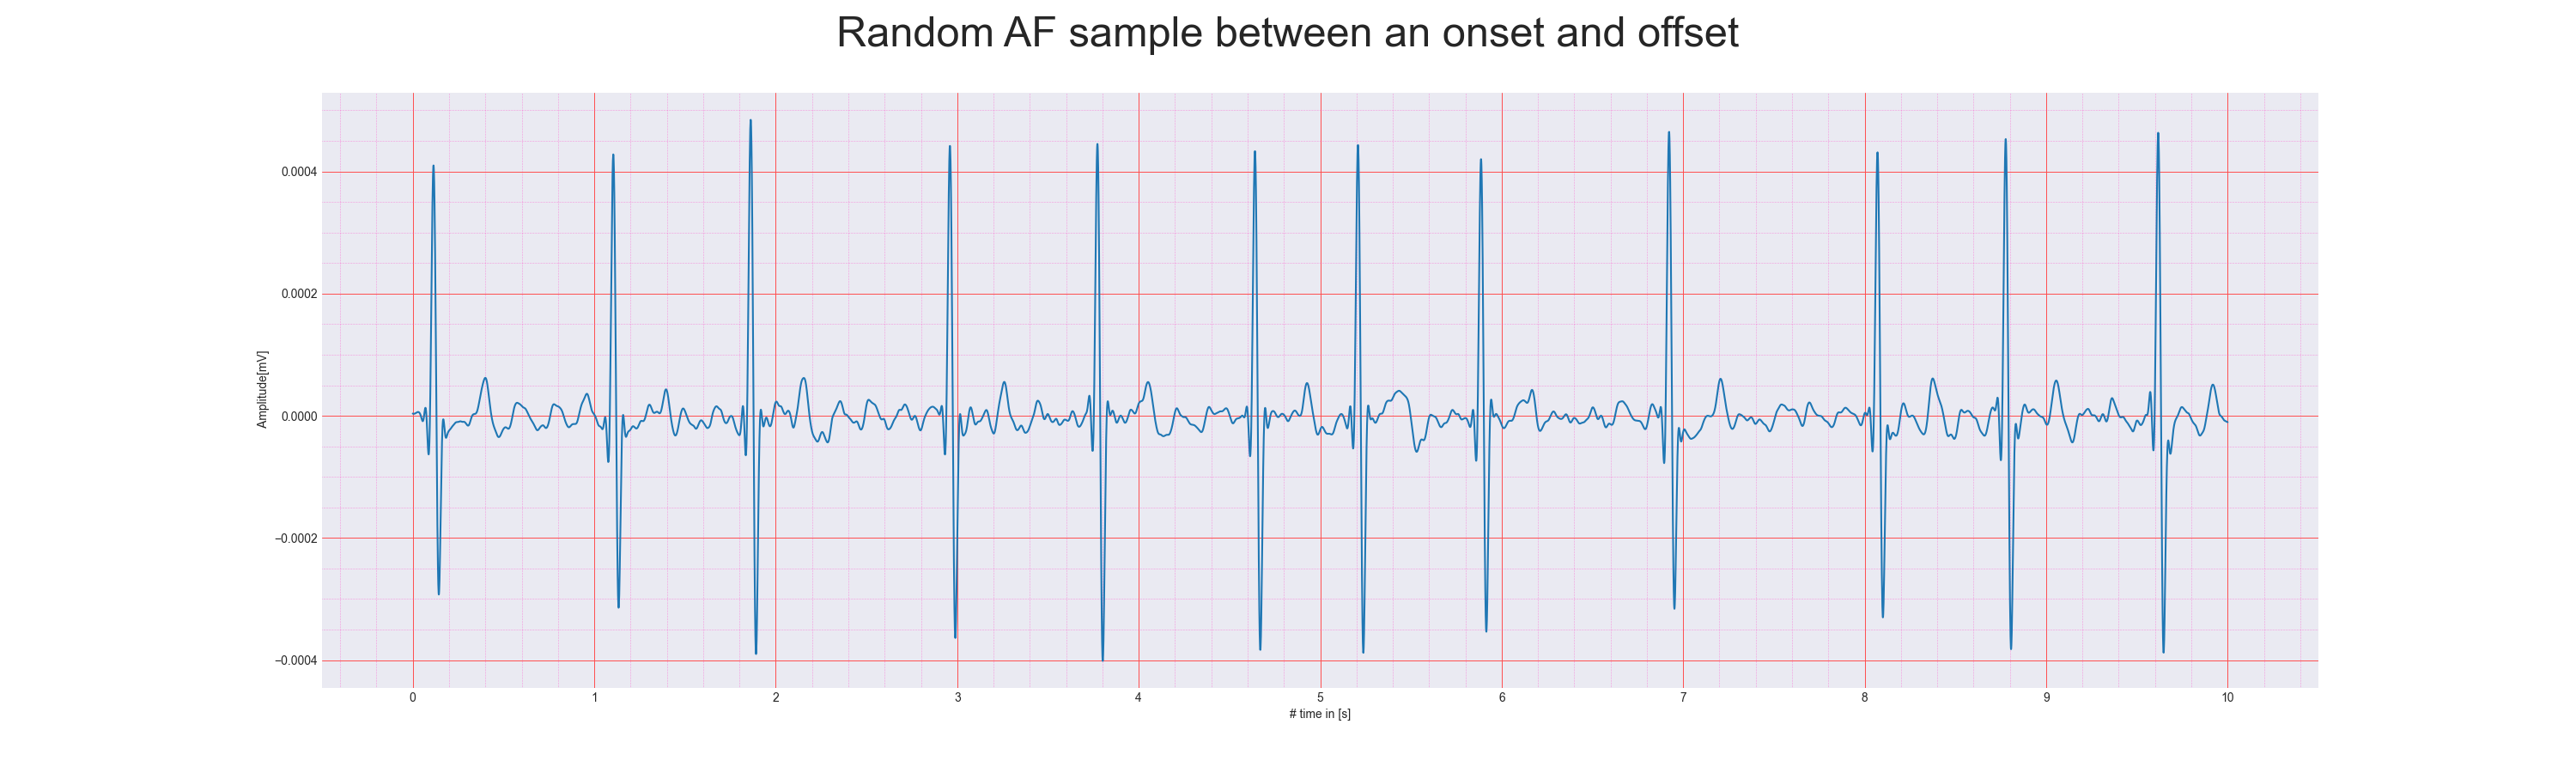 Random AF sample between an onset and offset
Amplitude[mV]
0.0004
0.0002
0.0000
−0.0002
−0.0004
0 1 2 3 4 5 6 7 8 9 10
# time in [s]